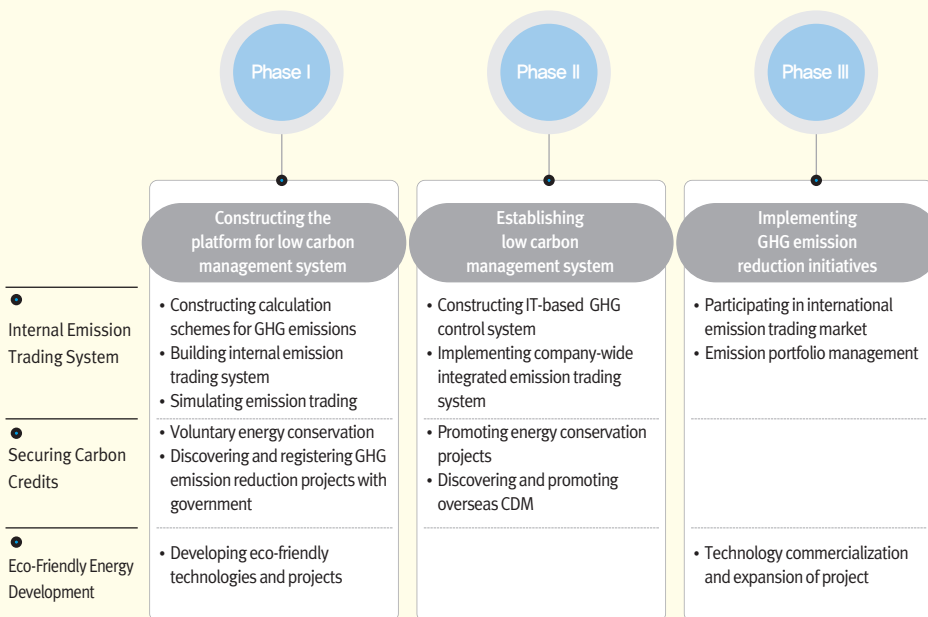 Phase Ⅰ
Phase Ⅱ
Phase Ⅲ
Constructing the
platform for low carbon
management system
Establishing
low carbon
management system
Implementing
GHG emission
reduction initiatives
Internal Emission
Trading System
• Constructing calculation
schemes for GHG emissions
• Building internal emission
trading system
• Simulating emission trading
• Constructing IT-based GHG
control system
• Implementing company-wide
integrated emission trading
system
• Participating in international
emission trading market
• Emission portfolio management
Securing Carbon
Credits
• Voluntary energy conservation
• Discovering and registering GHG
emission reduction projects with
government
• Promoting energy conservation
projects
• Discovering and promoting
overseas CDM
Eco-Friendly Energy
Development
• Developing eco-friendly
technologies and projects
• Technology commercialization
and expansion of project